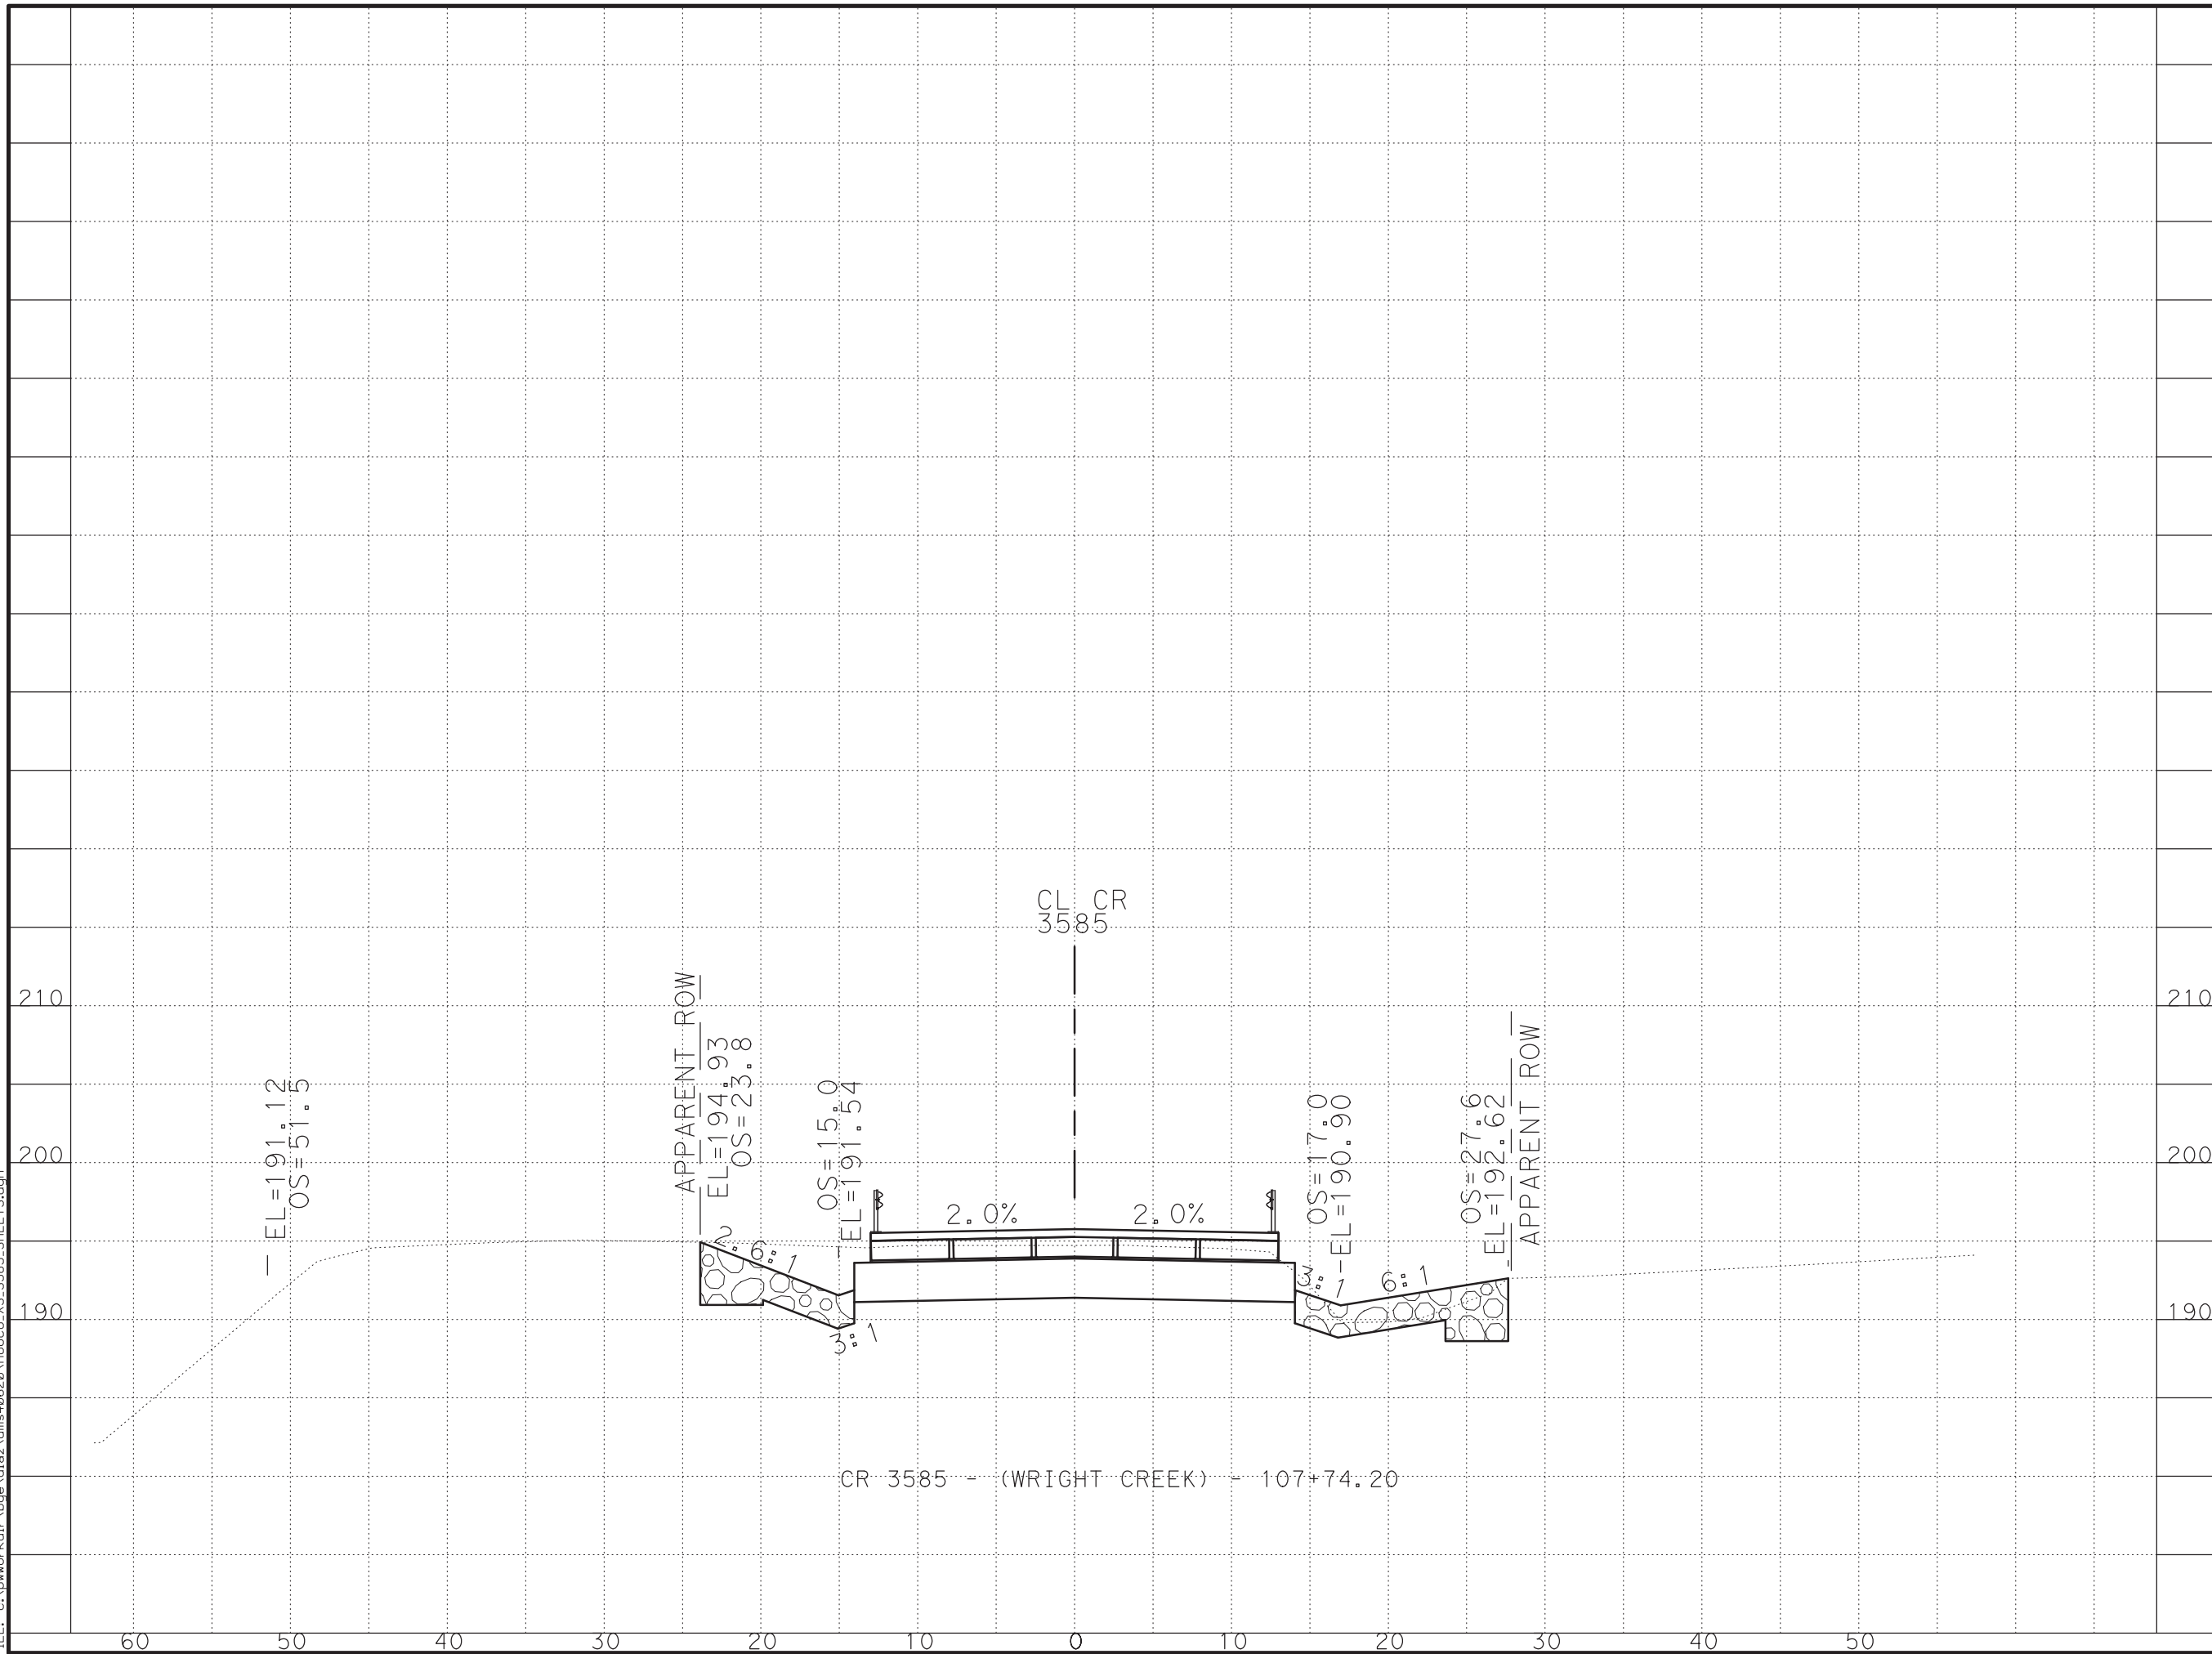 CL CR
3585
210
210
APPARENT ROW
EL=194.93
OS=23.8
EL=191.12
OS=51.5
OS=15.0
EL=191.54
OS=17.0
EL=190.90
OS=27.6
EL=192.62
APPARENT ROW
200
200
2.0%
2.0%
2.6:1
3:1
3:1
6:1
190
190
CR 3585 - (WRIGHT CREEK) - 107+74.20
60 50 40 30 20 10 0 10 20 30 40 50